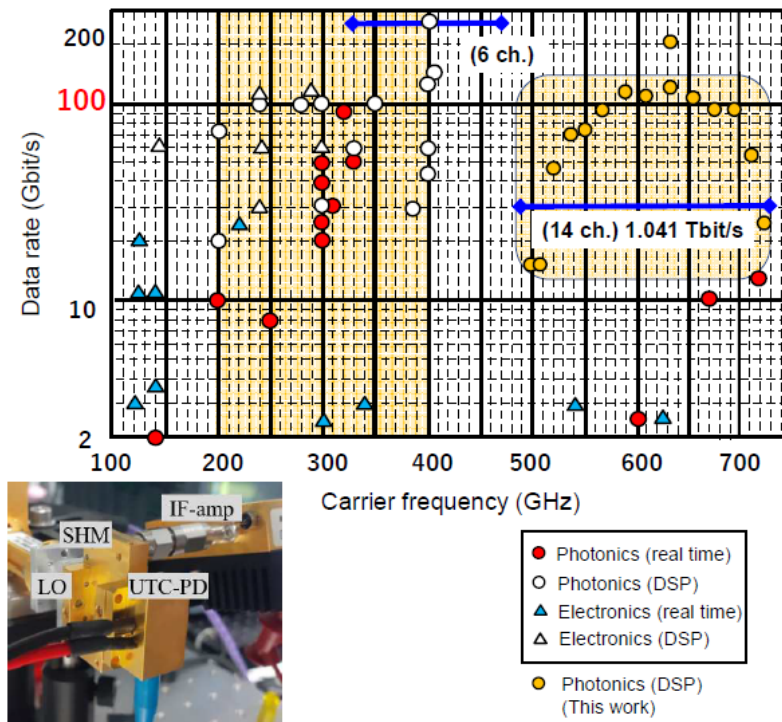 200
(6 ch.)
100
Data rate (Gbit/s)
(14 ch.) 1.041 Tbit/s
10
2
100 200 300 400 500 600 700
Carrier frequency (GHz)
IF-amp
SHM
LO UTC-PD
Photonics (real time)
Photonics (DSP)
Electronics (real time)
Electronics (DSP)
Photonics (DSP)
(This work)